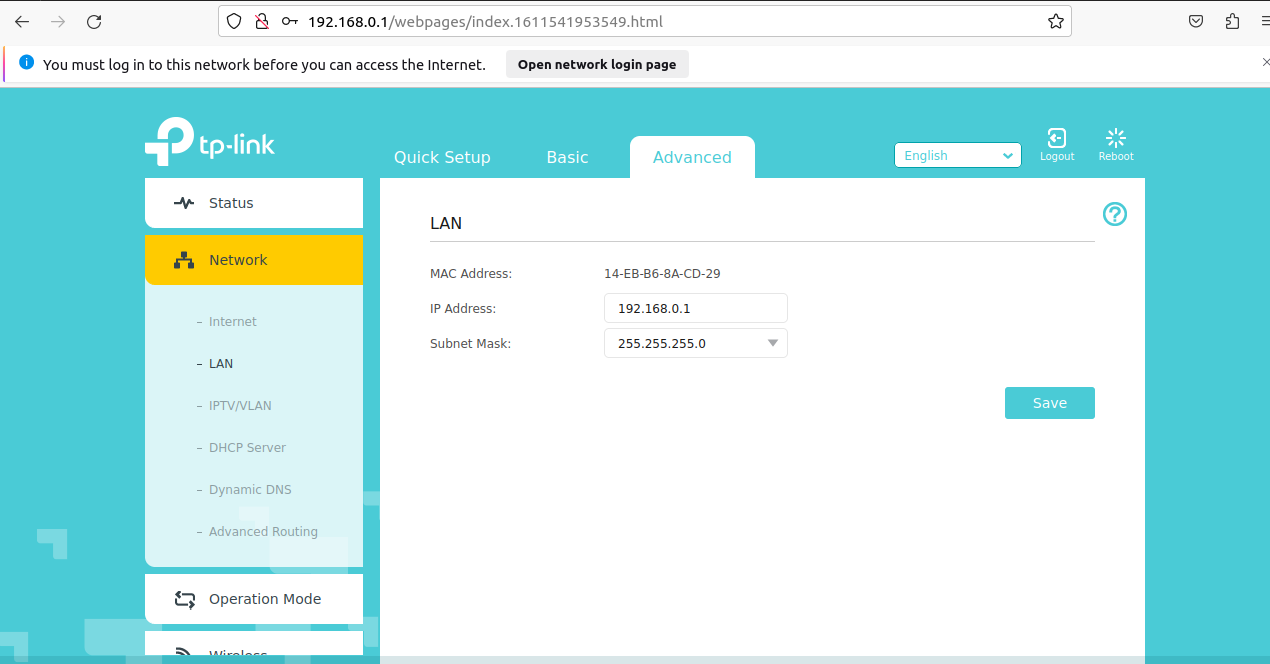 192.168.0.1/webpages/index.1611541953549.html
You must log in to this network before you can access the Internet. Open network login page
tp-link
Quick Setup Basic Advanced English Logout Reboot
Status
Network
– Internet
– LAN
– IPTV/VLAN
– DHCP Server
– Dynamic DNS
– Advanced Routing
Operation Mode
Wireless
LAN
MAC Address: 14-EB-B6-8A-CD-29
IP Address: 192.168.0.1
Subnet Mask: 255.255.255.0
Save